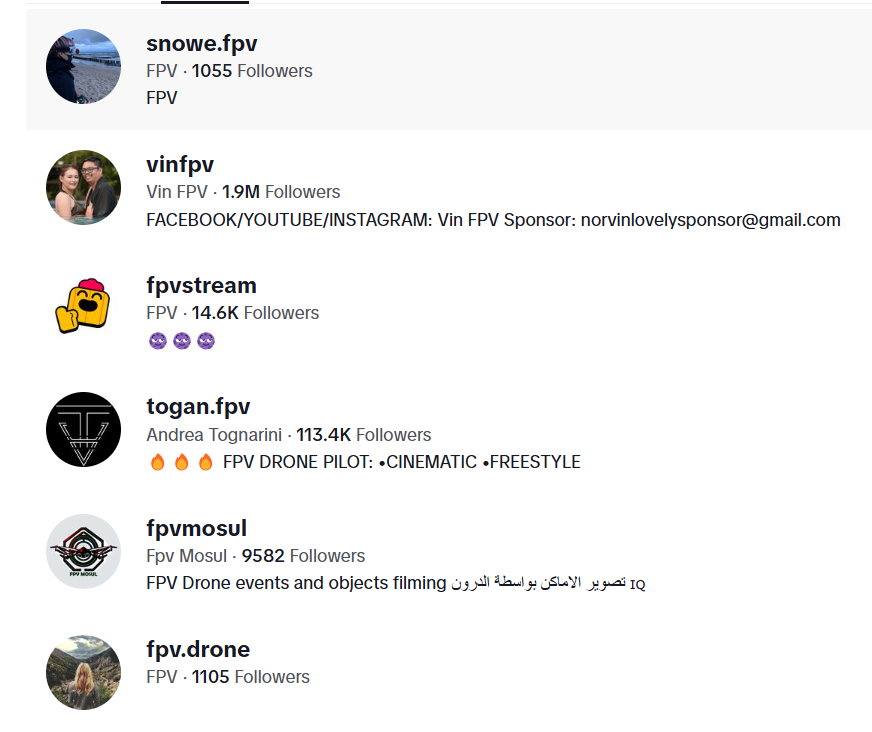 snowe.fpv
FPV · 1055 Followers
FPV
vinfpv
Vin FPV · 1.9M Followers
FACEBOOK/YOUTUBE/INSTAGRAM: Vin FPV Sponsor: norvinlovelysponsor@gmail.com
fpvstream
FPV · 14.6K Followers
togan.fpv
Andrea Tognarini · 113.4K Followers
🔥 🔥 🔥 FPV DRONE PILOT: •CINEMATIC •FREESTYLE
FPV MOSUL
fpvmosul
Fpv Mosul · 9582 Followers
FPV Drone events and objects filming تصوير الاماكن بواسطة الدرون IQ
fpv.drone
FPV · 1105 Followers